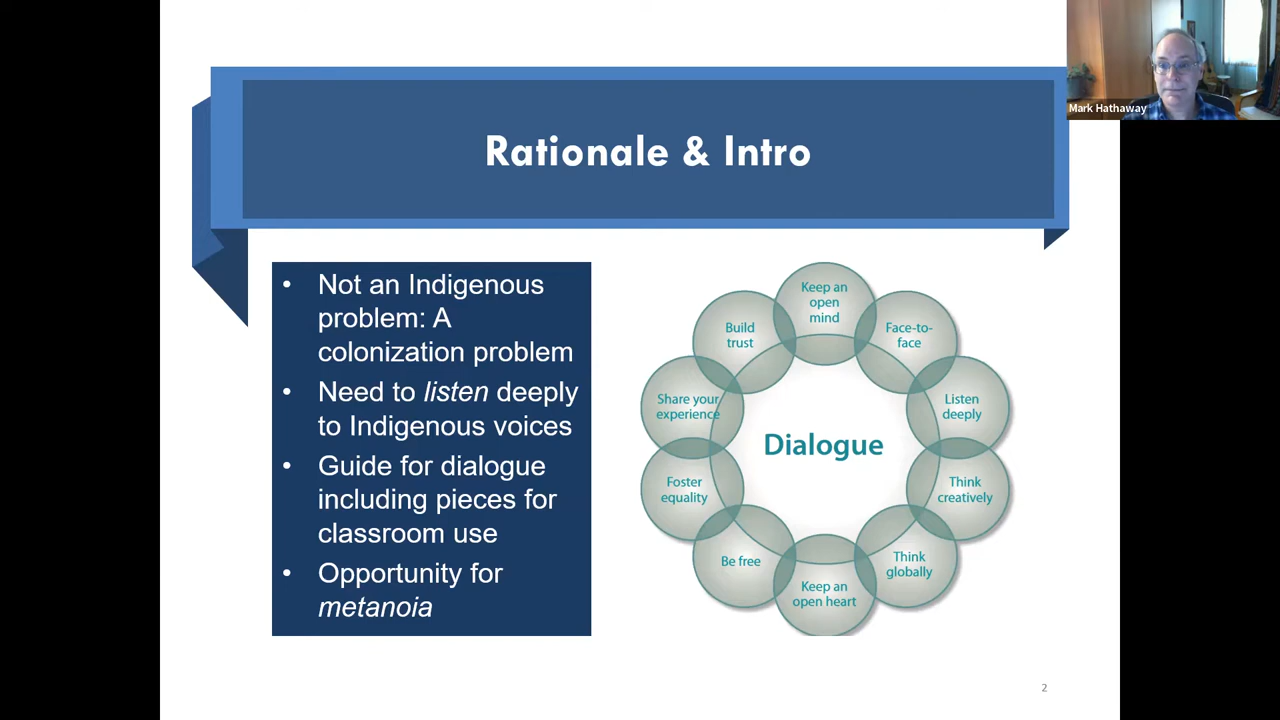 Mark Hathaway
Rationale & Intro
• Not an Indigenous
problem: A
colonization problem
• Need to listen deeply
to Indigenous voices
• Guide for dialogue
including pieces for
classroom use
• Opportunity for
metanoia
Dialogue
Keep an
open
mind
Face-to-
face
Listen
deeply
Think
creatively
Think
globally
Keep an
open heart
Be free
Foster
equality
Share your
experience
Build
trust
2